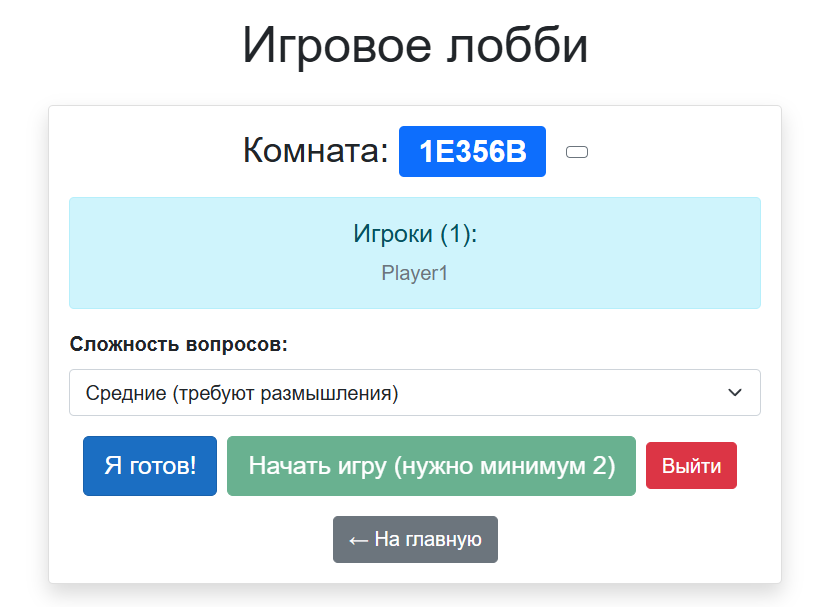 Игровое лобби
Комната: 1E356B
Игроки (1):
Player1
Сложность вопросов:
Средние (требуют размышления)
Я готов! Начать игру (нужно минимум 2) Выйти
← На главную